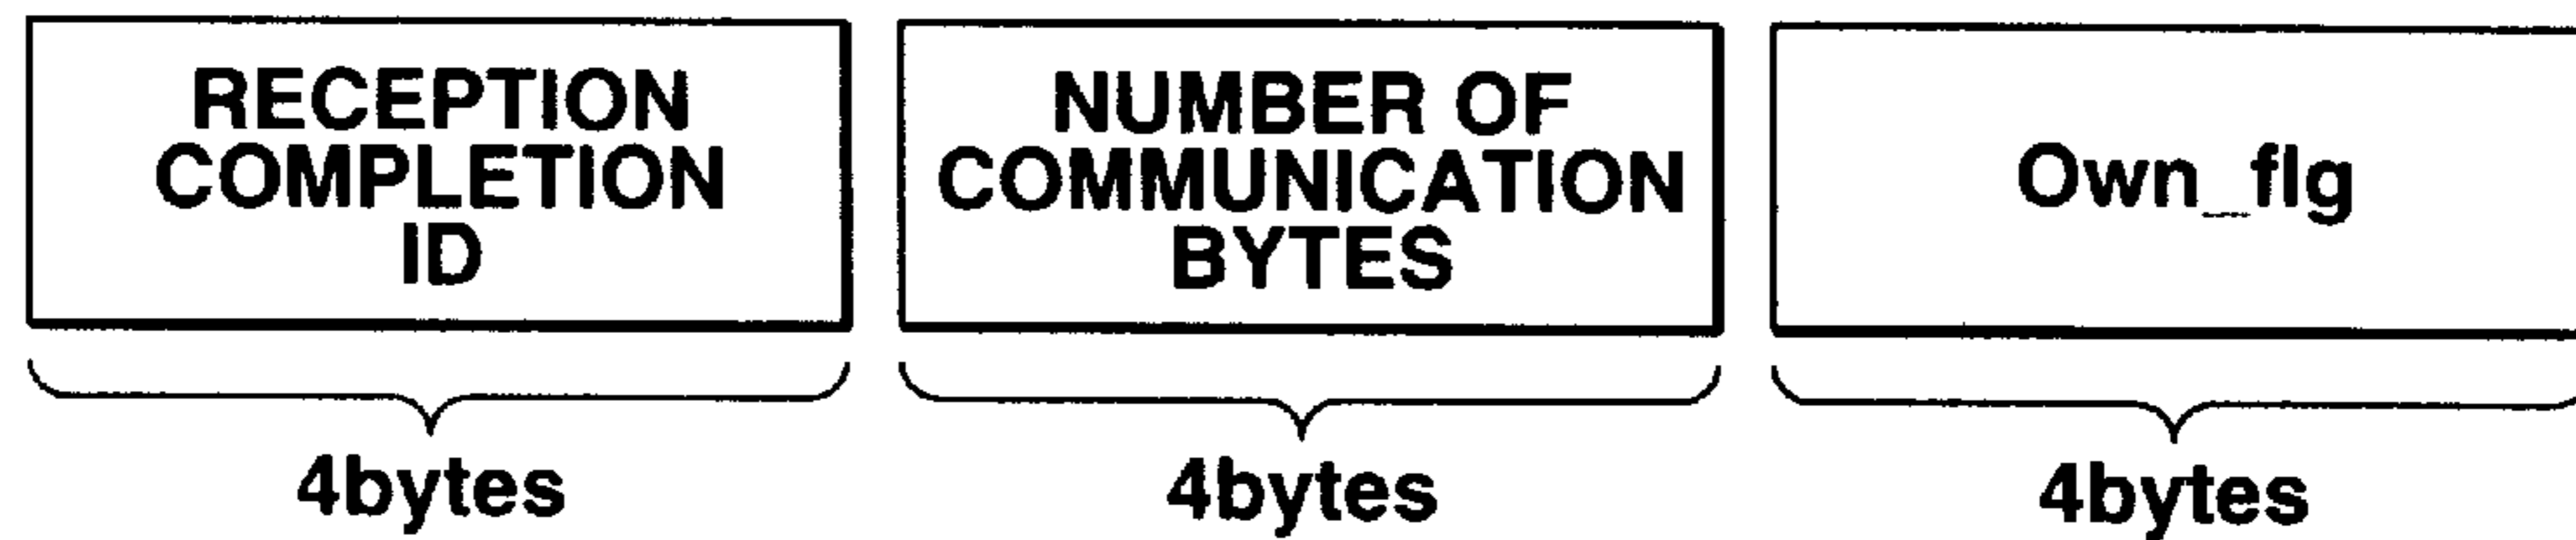 RECEPTION
COMPLETION
ID
NUMBER OF
COMMUNICATION
BYTES
Own_flg
4bytes
4bytes
4bytes